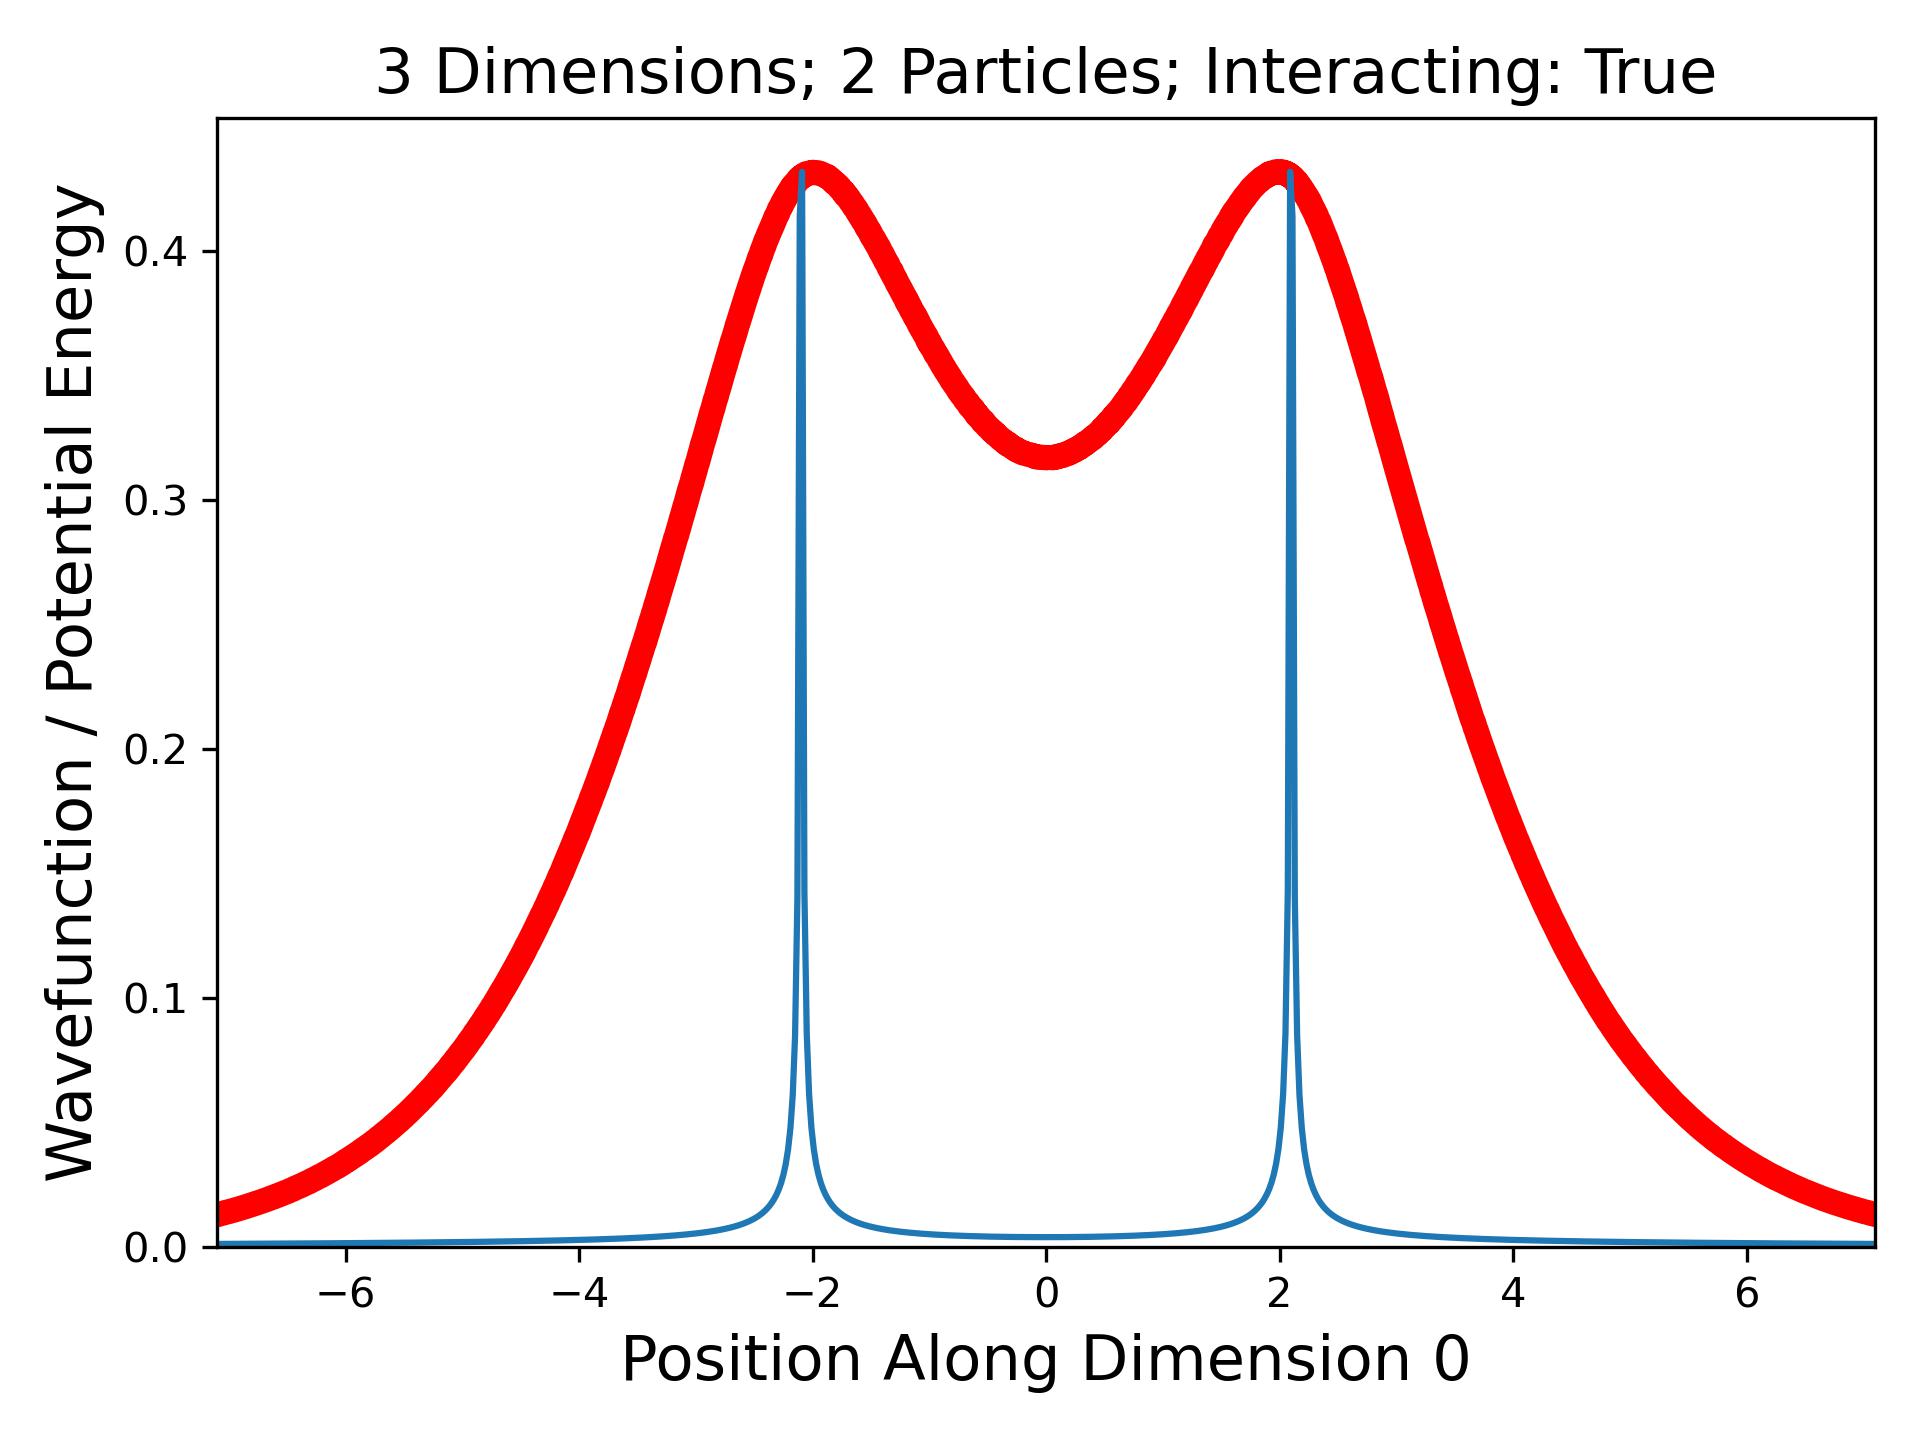 3 Dimensions; 2 Particles; Interacting: True
Wavefunction / Potential Energy
0.4
0.3
0.2
0.1
0.0
−6 −4 −2 0 2 4 6
Position Along Dimension 0